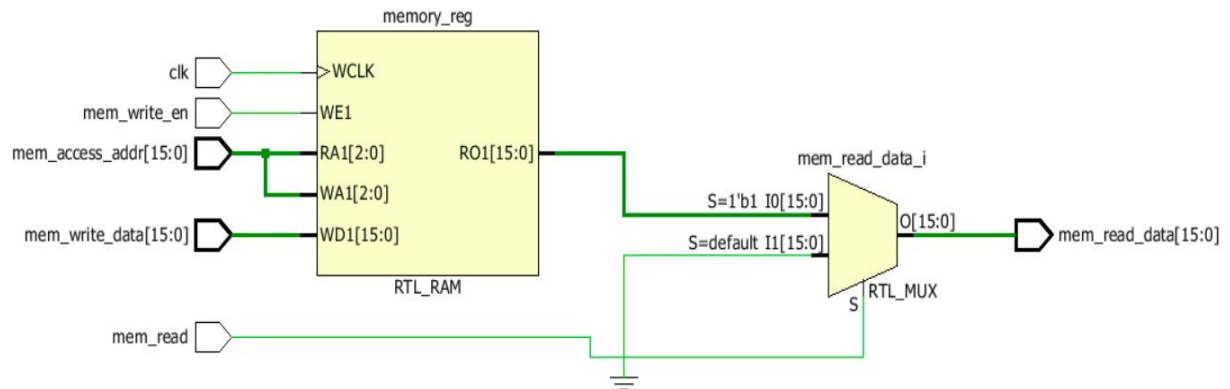 memory_reg
clk
WCLK
mem_write_en
WE1
mem_access_addr[15:0]
RA1[2:0]
RO1[15:0]
WA1[2:0]
mem_write_data[15:0]
WD1[15:0]
RTL_RAM
mem_read_data_i
S=1'b1 I0[15:0]
O[15:0]
S=default I1[15:0]
mem_read_data[15:0]
S
RTL_MUX
mem_read